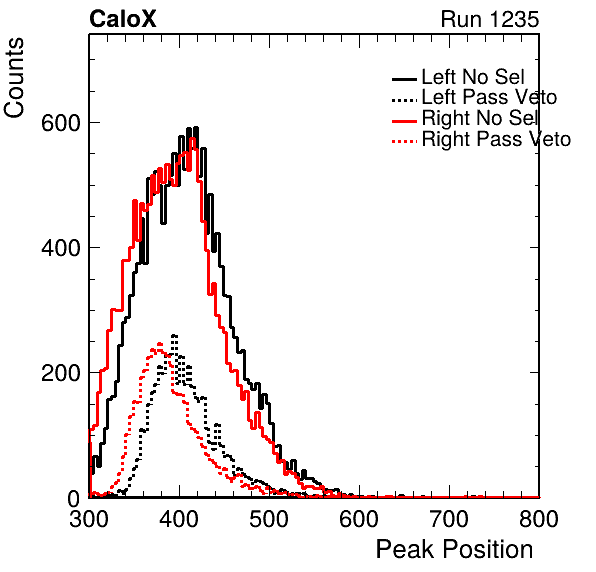 CaloX Run 1235
Counts
Left No Sel
Left Pass Veto
Right No Sel
Right Pass Veto
600
400
200
0
300 400 500 600 700 800
Peak Position